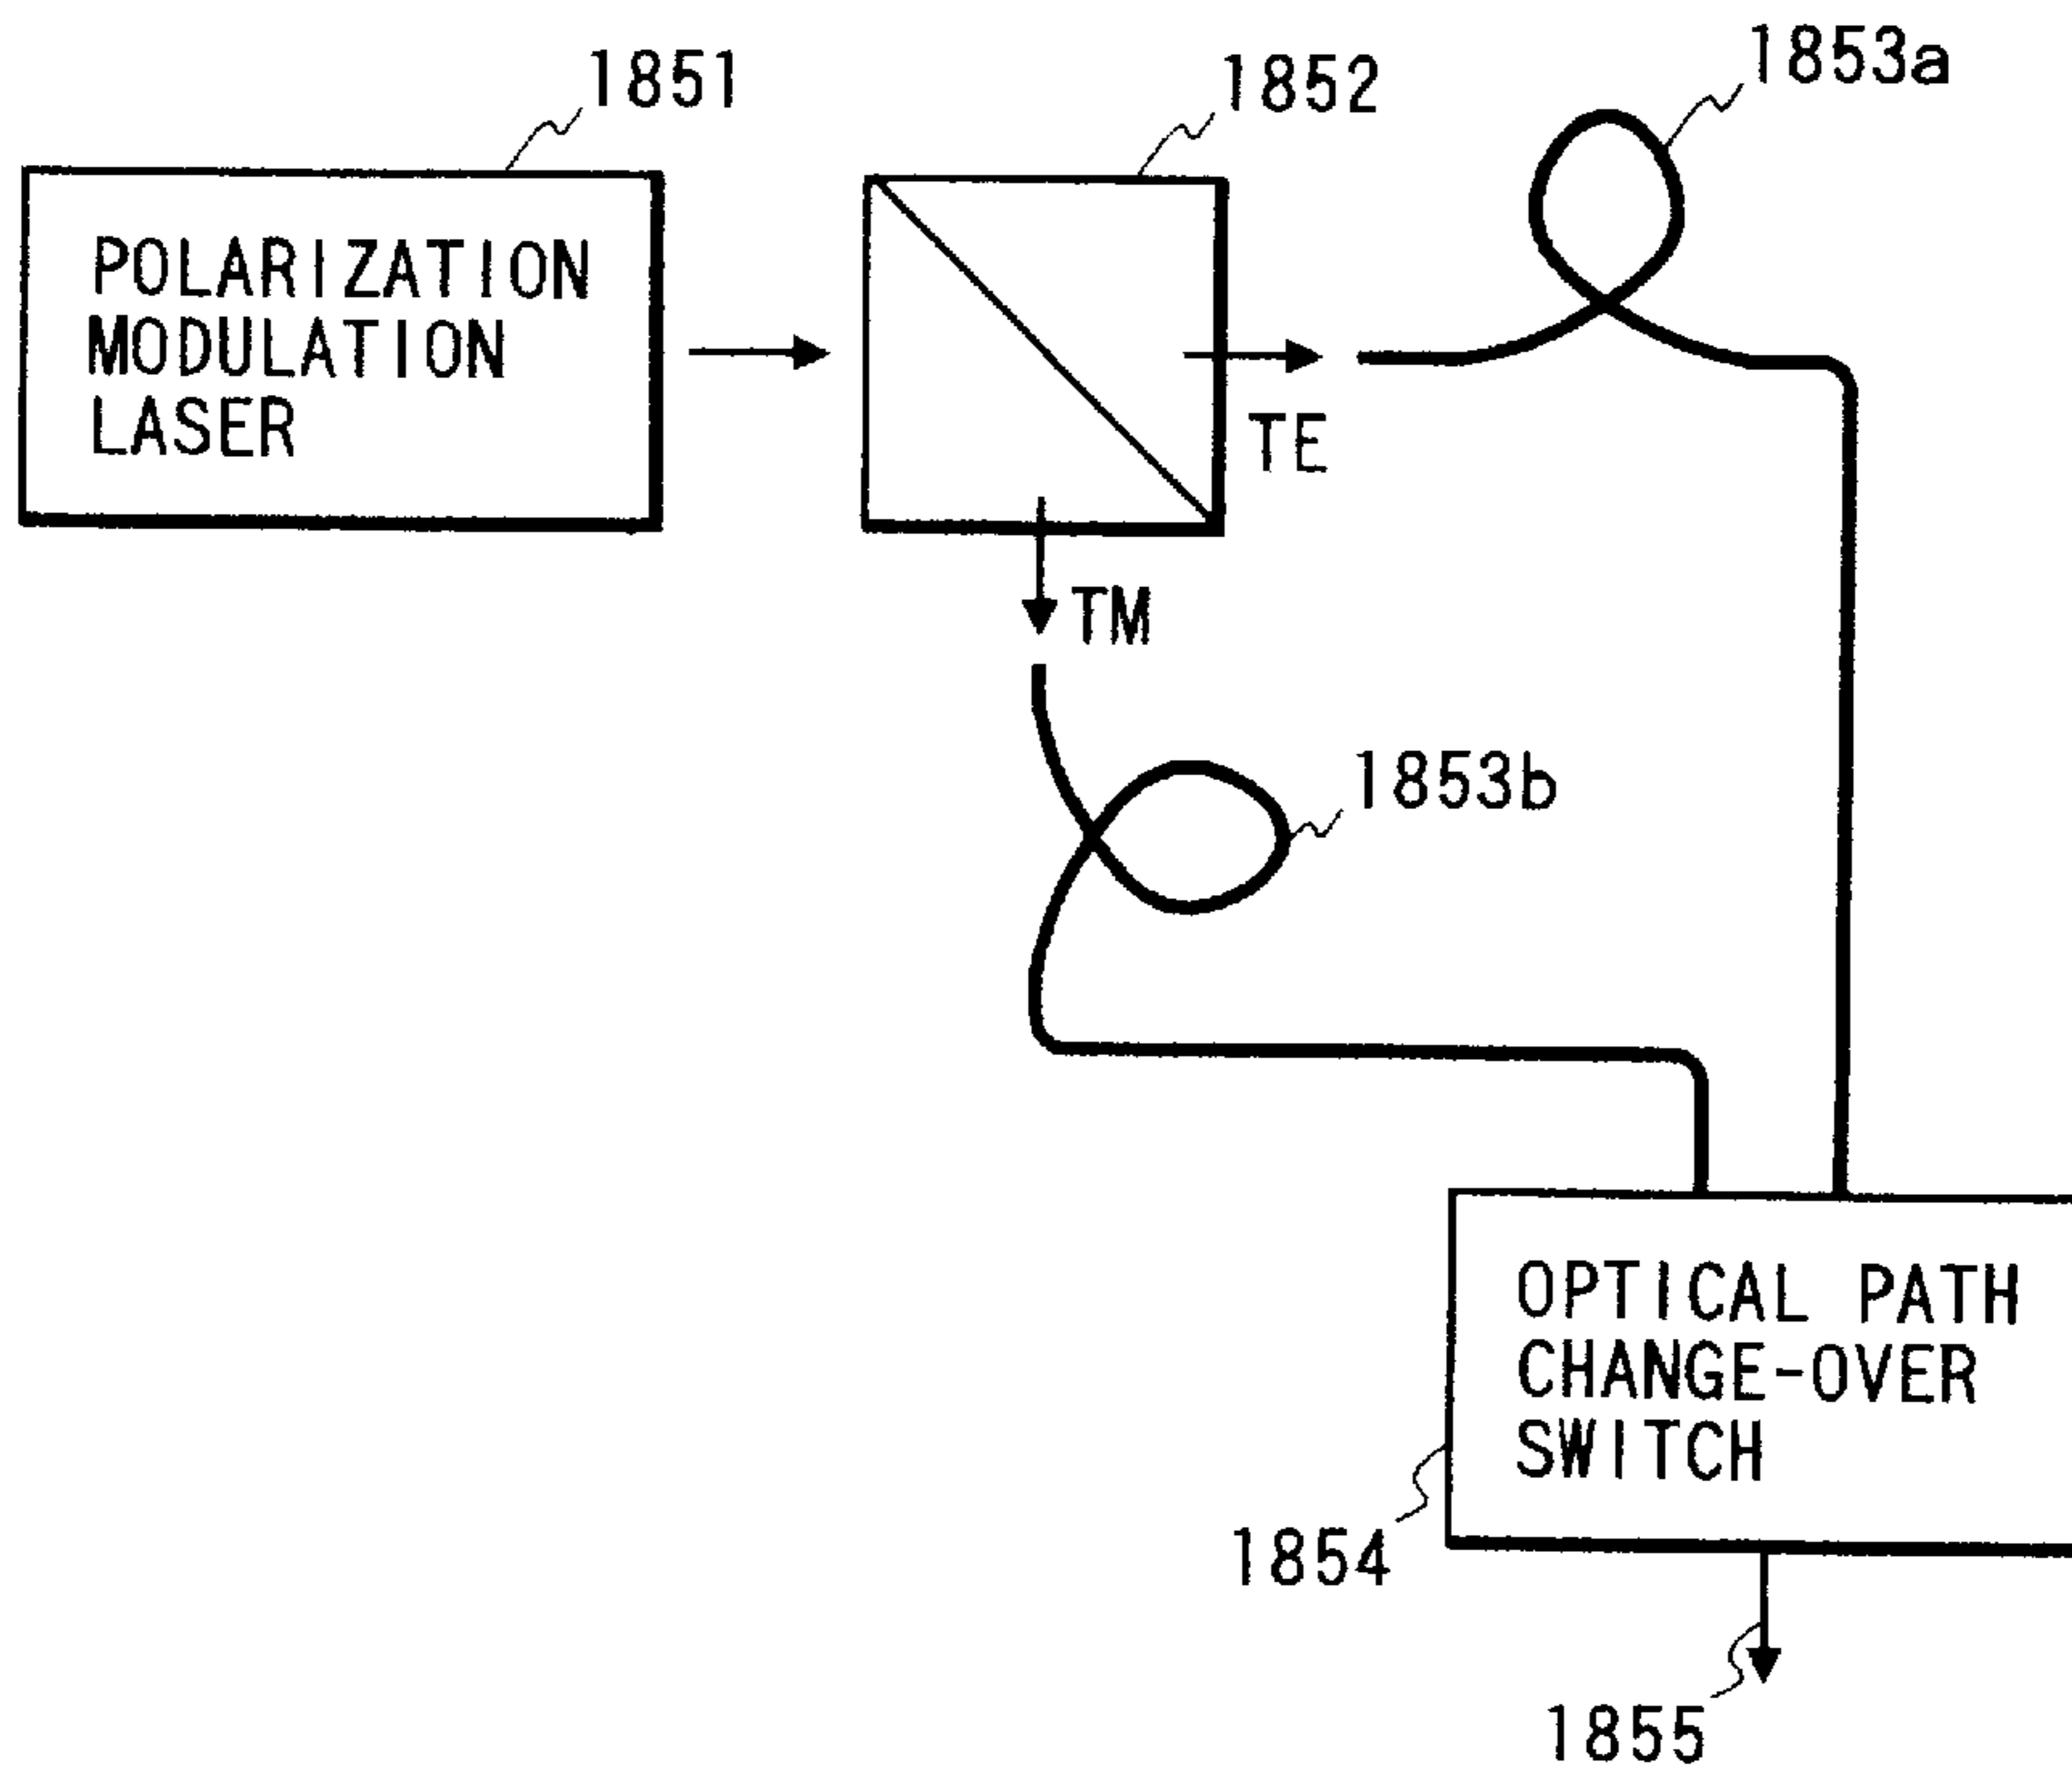 1851
1852
1853a
POLARIZATION
MODULATION
LASER
TE
TM
1853b
OPTICAL PATH
CHANGE-OVER
SWITCH
1854
1855